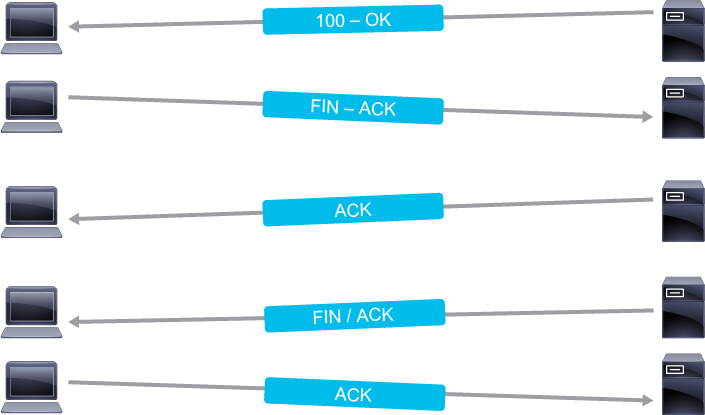 100 – OK
FIN – ACK
ACK
FIN / ACK
ACK